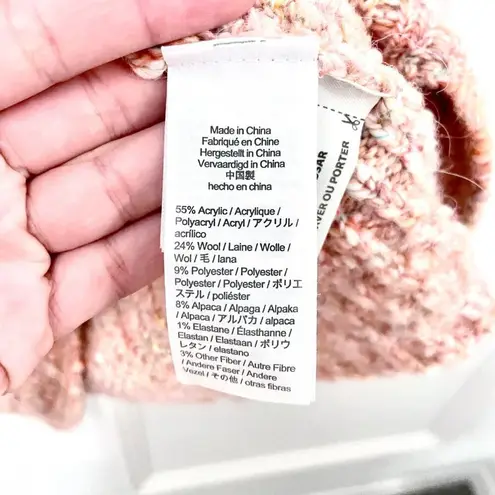 Made in China
Fabriqué en Chine
Hergestellt in China
Vervaardigd in China
中国製
hecho en china
55% Acrylic / Acrylique /
Polyacryl / Acryl / アクリル /
acrílico
24% Wool / Laine / Wolle /
Wol / 毛 / lana
9% Polyester / Polyester /
Polyester / Polyester / ポリエ
ステル / poliéster
8% Alpaca / Alpaga / Alpaka
/ Alpaca / アルパカ / alpaca
1% Elastane / Élasthanne /
Elastan / Elastaan / ポリウ
レタン / elastano
3% Other Fiber / Autre Fibre
/ Andere Faser / Andere
Vezel / その他 / otras fibras
OU PORTER